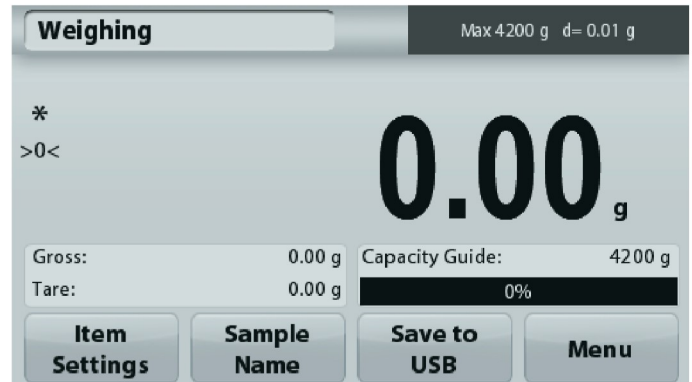 Weighing
Max 4200 g d= 0.01 g
*
>0<
0.00 g
Gross: 0.00 g
Tare: 0.00 g
Capacity Guide: 4200 g
0%
Item
Settings
Sample
Name
Save to
USB
Menu